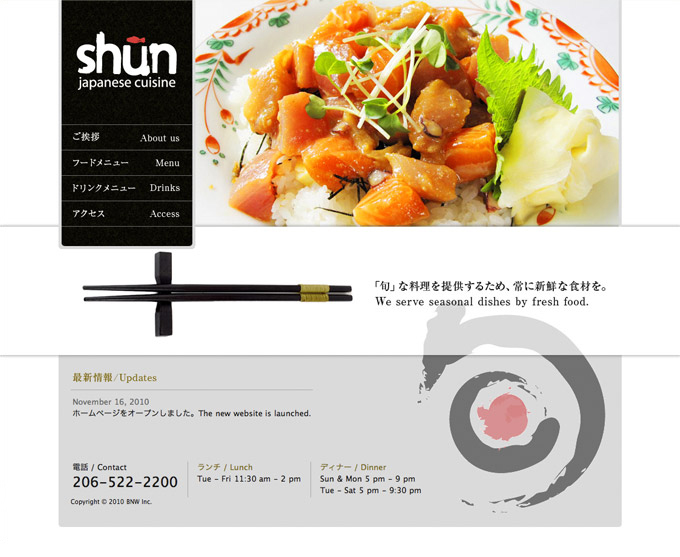 shun
japanese cuisine
ご挨拶 About us
フードメニュー Menu
ドリンクメニュー Drinks
アクセス Access
「旬」な料理を提供するため、常に新鮮な食材を。
We serve seasonal dishes by fresh food.
最新情報/Updates
November 16, 2010
ホームページをオープンしました。The new website is launched.
電話 / Contact
206-522-2200
Copyright © 2010 BNW Inc.
ランチ / Lunch
Tue - Fri 11:30 am - 2 pm
ディナー / Dinner
Sun & Mon 5 pm - 9 pm
Tue - Sat 5 pm - 9:30 pm